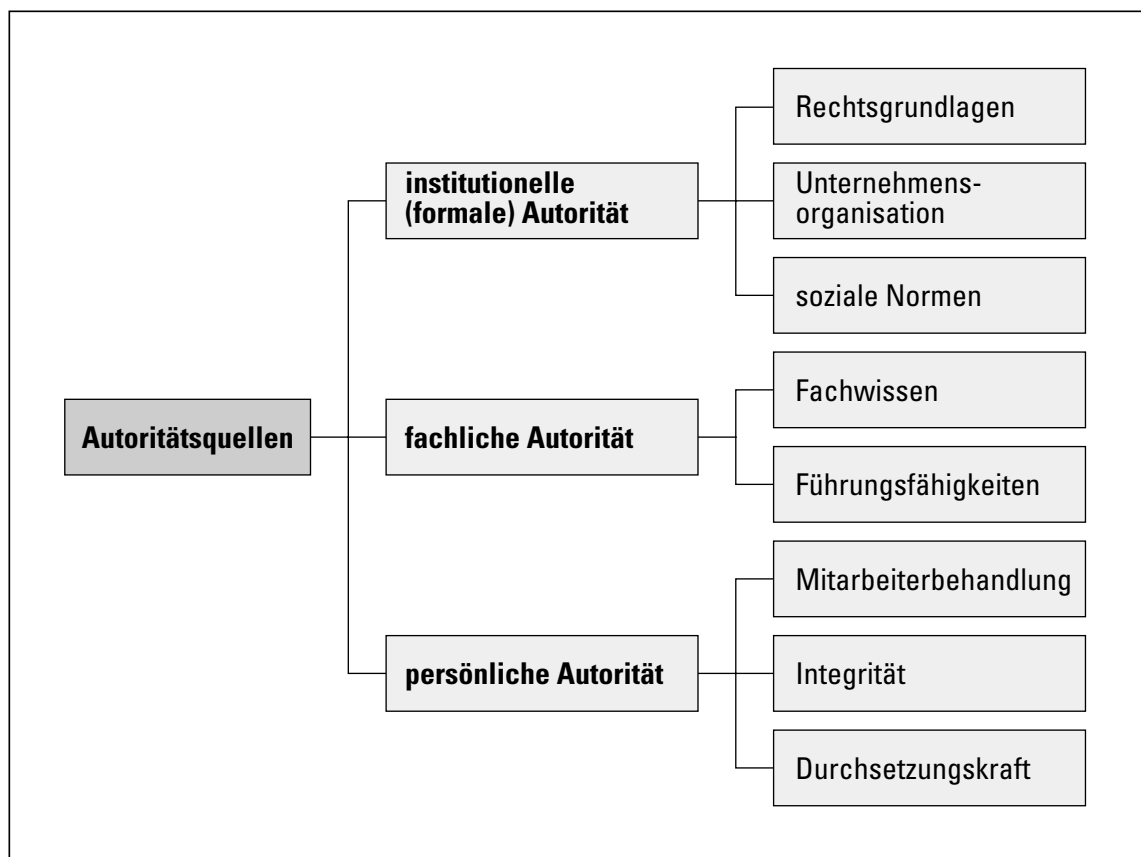 Rechtsgrundlagen
institutionelle
(formale) Autorität
Unternehmens-
organisation
soziale Normen
Autoritätsquellen
fachliche Autorität
Fachwissen
Führungsfähigkeiten
persönliche Autorität
Mitarbeiterbehandlung
Integrität
Durchsetzungskraft